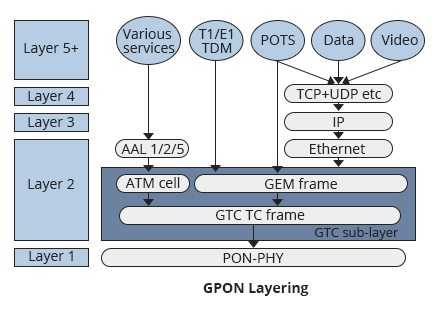 Layer 5+
Various
services
T1/E1
TDM
POTS
Data
Video
Layer 4
TCP+UDP etc
Layer 3
IP
AAL 1/2/5
Ethernet
Layer 2
ATM cell
GEM frame
GTC TC frame
GTC sub-layer
Layer 1
PON-PHY
GPON Layering